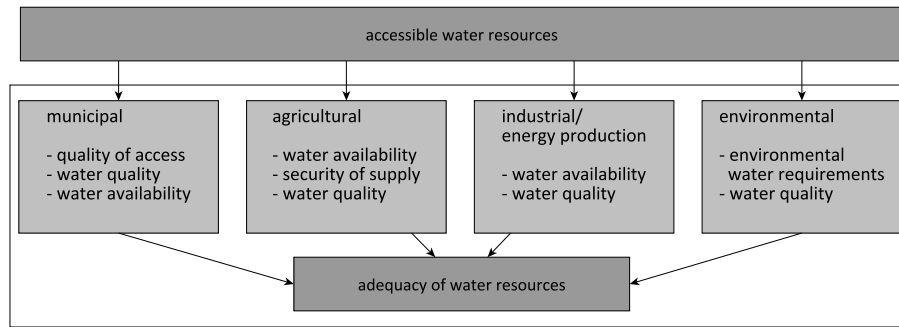 accessible water resources
municipal
- quality of access
- water quality
- water availability
agricultural
- water availability
- security of supply
- water quality
industrial/
energy production
- water availability
- water quality
environmental
- environmental
water requirements
- water quality
adequacy of water resources